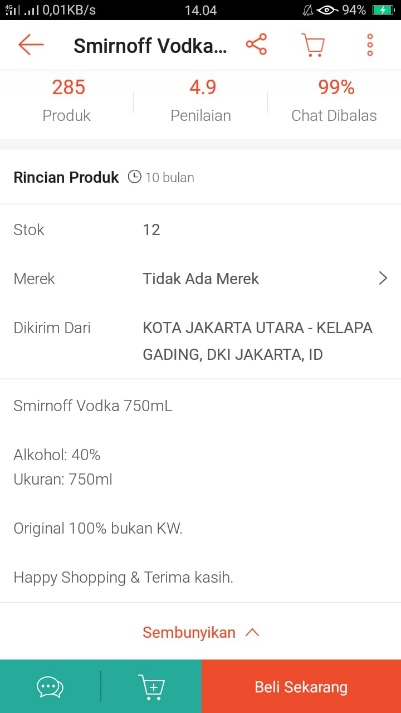 0,01KB/s 14.04 94%
Smirnoff Vodka...
285 4.9 99%
Produk Penilaian Chat Dibalas
Rincian Produk 10 bulan
Stok 12
Merek Tidak Ada Merek
Dikirim Dari KOTA JAKARTA UTARA - KELAPA
GADING, DKI JAKARTA, ID
Smirnoff Vodka 750mL
Alkohol: 40%
Ukuran: 750ml
Original 100% bukan KW.
Happy Shopping & Terima kasih.
Sembunyikan
Beli Sekarang